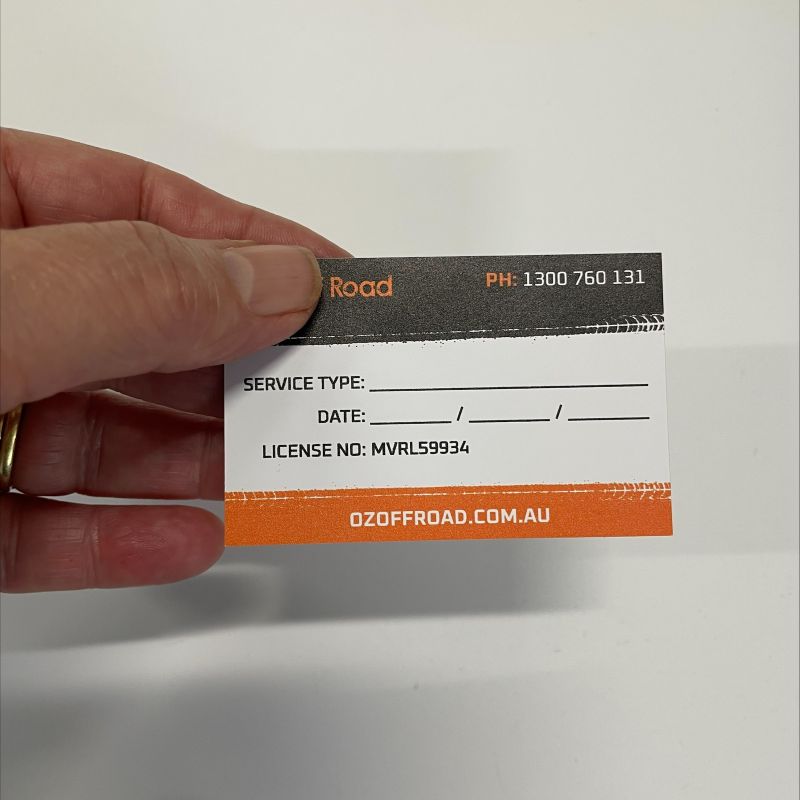 Road
PH: 1300 760 131
SERVICE TYPE:
DATE: / /
LICENSE NO: MVRL59934
OZOFFROAD.COM.AU